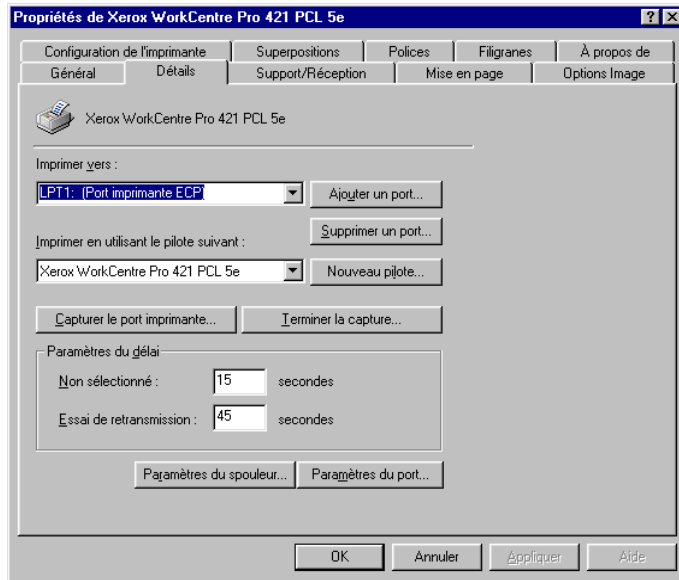 Propriétés de Xerox WorkCentre Pro 421 PCL 5e
Configuration de l'imprimante Superpositions Polices Filigranes À propos de
Général Détails Support/Réception Mise en page Options Image
Xerox WorkCentre Pro 421 PCL 5e
Imprimer vers :
LPT1: (Port imprimante ECP) Ajouter un port...
Supprimer un port...
Imprimer en utilisant le pilote suivant :
Xerox WorkCentre Pro 421 PCL 5e Nouveau pilote...
Capturer le port imprimante... Terminer la capture...
Paramètres du délai
Non sélectionné : 15 secondes
Essai de retransmission : 45 secondes
Paramètres du spouleur... Paramètres du port...
OK Annuler Appliquer Aide